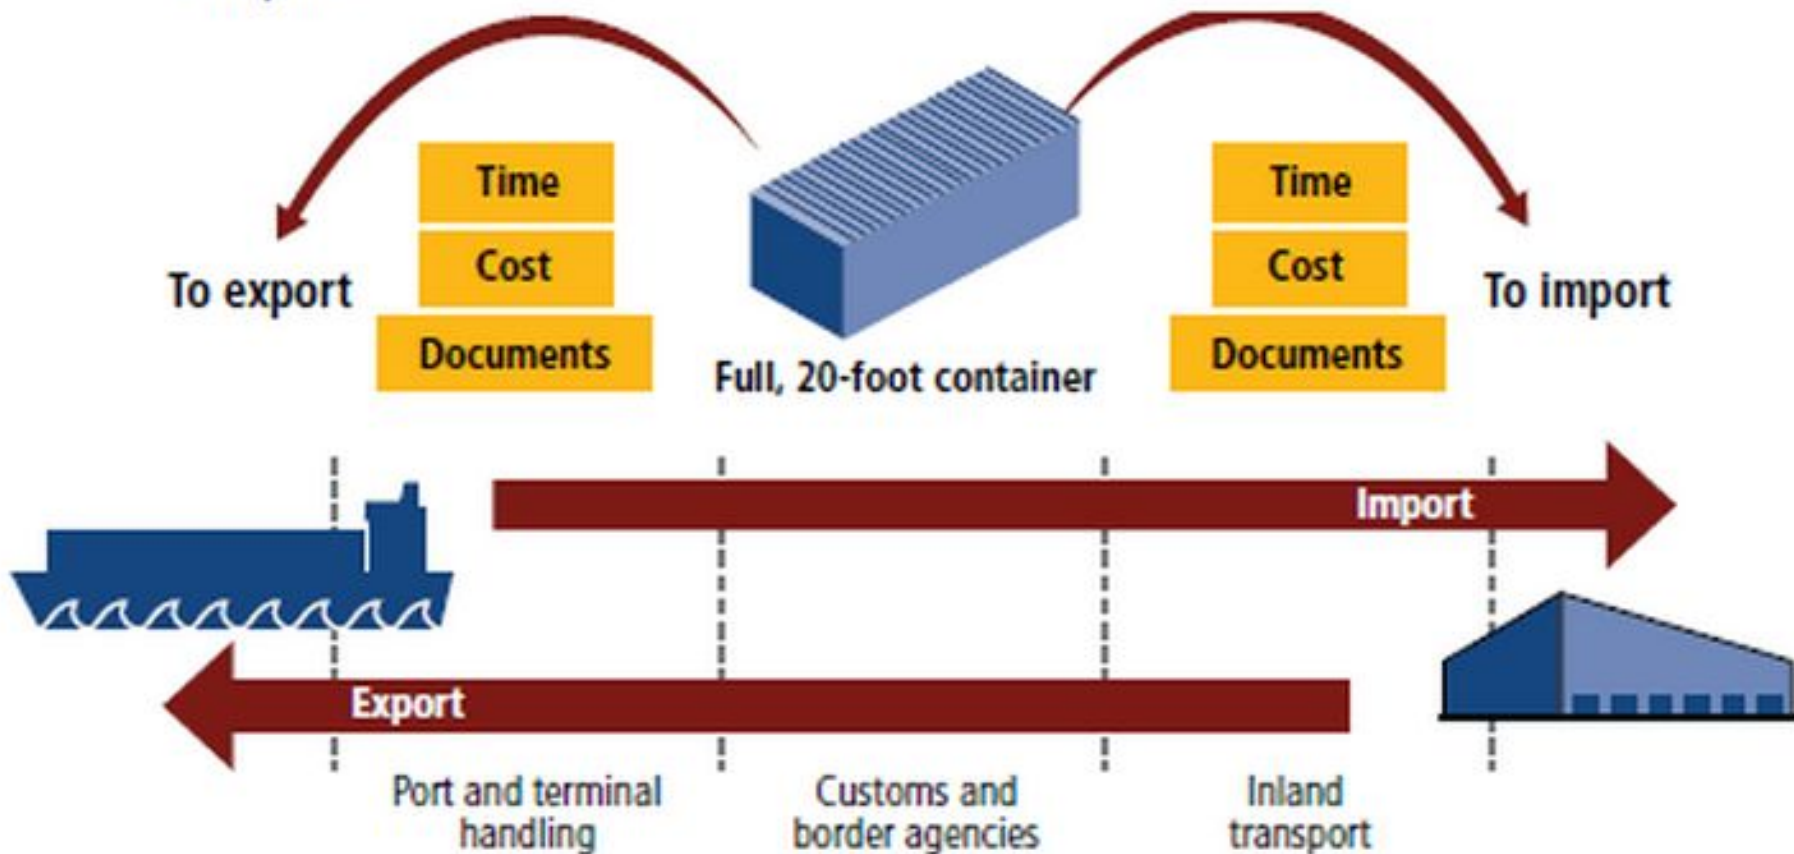 Time
Time
Cost
Cost
To export
To import
Documents
Documents
Full, 20-foot container
Import
Export
Port and terminal
handling
Customs and
border agencies
Inland
transport